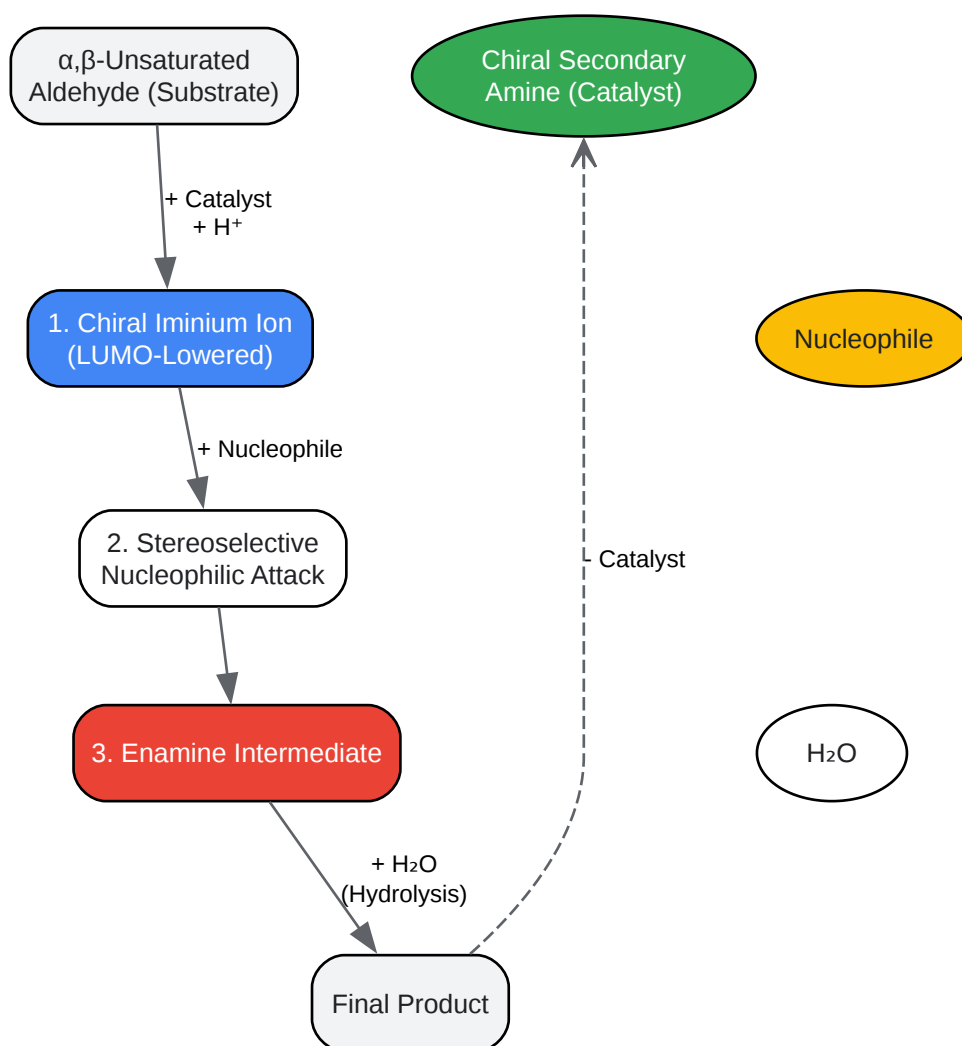 α,β-Unsaturated
Aldehyde (Substrate)
Chiral Secondary
Amine (Catalyst)
+ Catalyst
+ H⁺
1. Chiral Iminium Ion
(LUMO-Lowered)
Nucleophile
+ Nucleophile
2. Stereoselective
Nucleophilic Attack
- Catalyst
3. Enamine Intermediate
H₂O
+ H₂O
(Hydrolysis)
Final Product